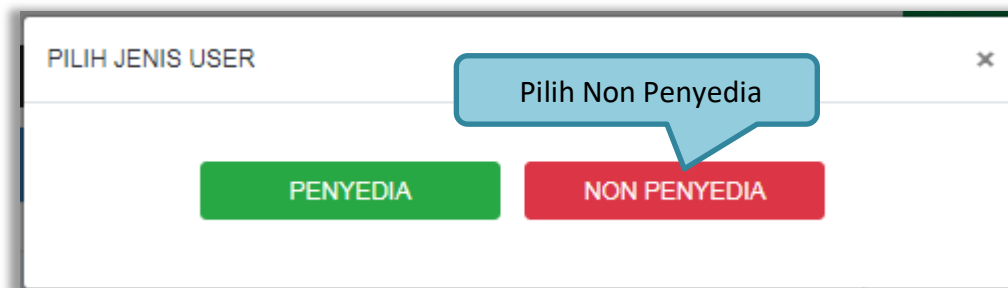 PILIH JENIS USER
×
Pilih Non Penyedia
PENYEDIA
NON PENYEDIA